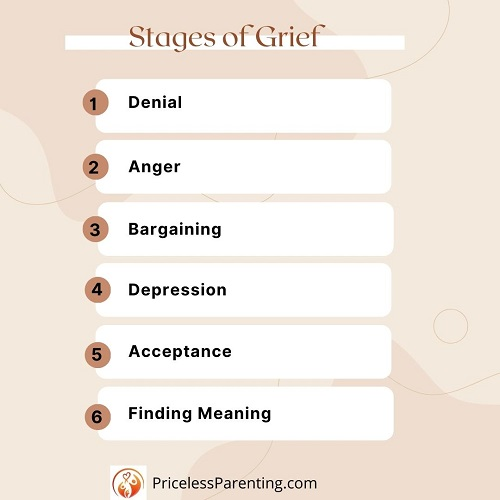 Stages of Grief
1 Denial
2 Anger
3 Bargaining
4 Depression
5 Acceptance
6 Finding Meaning
PricelessParenting.com